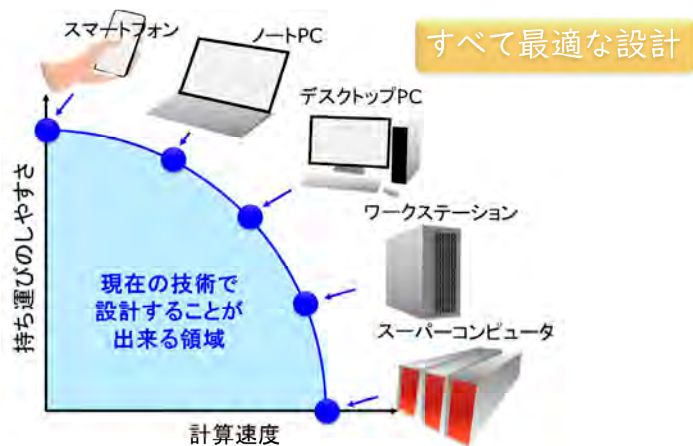 スマートフォン
ノートPC
すべて最適な設計
デスクトップPC
ワークステーション
スーパーコンピュータ
持ち運びのしやすさ
現在の技術で
設計することが
出来る領域
計算速度